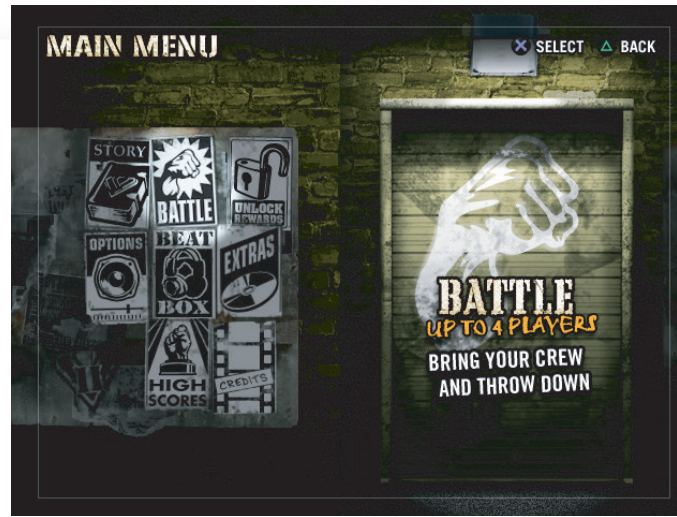 MAIN MENU
SELECT
BACK
STORY
BATTLE
UNLOCK
REWARDS
OPTIONS
BEAT
BOX
EXTRAS
HIGH
SCORES
CREDITS
BATTLE
UP TO 4 PLAYERS
BRING YOUR CREW
AND THROW DOWN